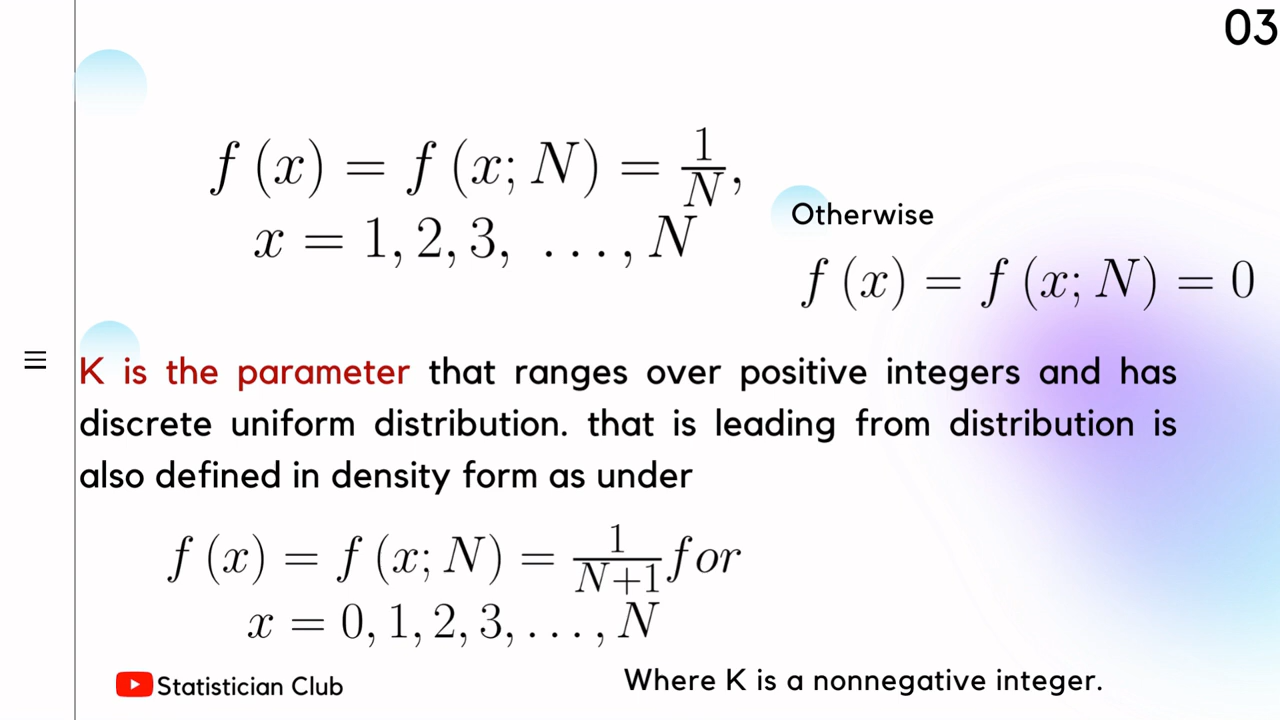 03
f (x) = f (x; N) = 1/N,
x = 1, 2, 3, ..., N
Otherwise
f (x) = f (x; N) = 0
K is the parameter that ranges over positive integers and has
discrete uniform distribution. that is leading from distribution is
also defined in density form as under
f (x) = f (x; N) = 1/N+1 for
x = 0, 1, 2, 3, ..., N
Statistician Club
Where K is a nonnegative integer.